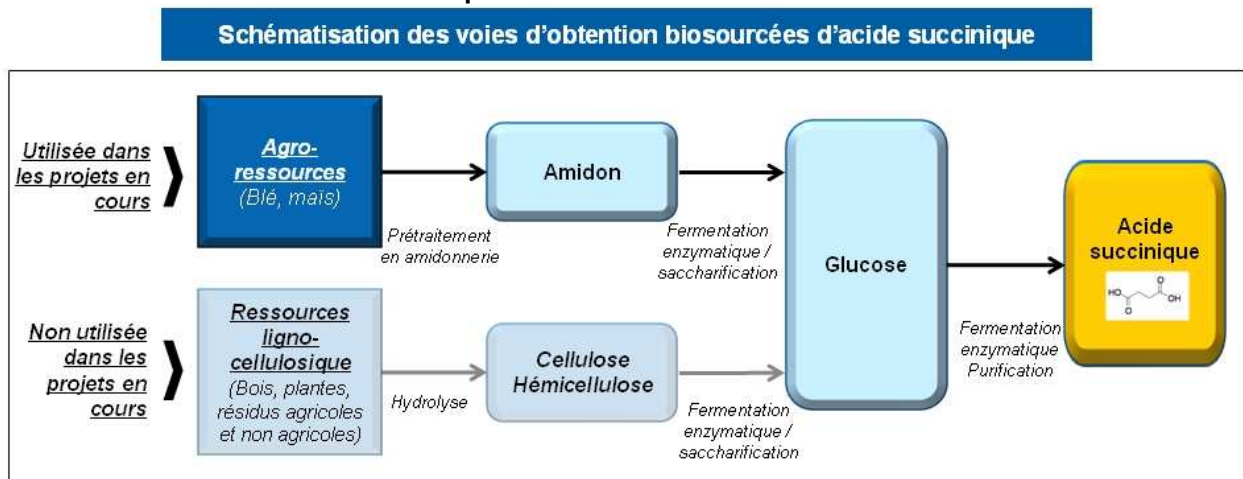 Schématisation des voies d'obtention biosourcées d'acide succinique
Utilisée dans
les projets en
cours
Agro-
ressources
(Blé, maïs)
Prétraitement
en amidonnerie
Amidon
Fermentation
enzymatique /
saccharification
Glucose
Fermentation
enzymatique
Purification
Acide
succinique
HO
O
O
OH
Non utilisée
dans les
projets en
cours
Ressources
ligno-
cellulosique
(Bois, plantes,
résidus agricoles
et non agricoles)
Hydrolyse
Cellulose
Hémicellulose
Fermentation
enzymatique /
saccharification